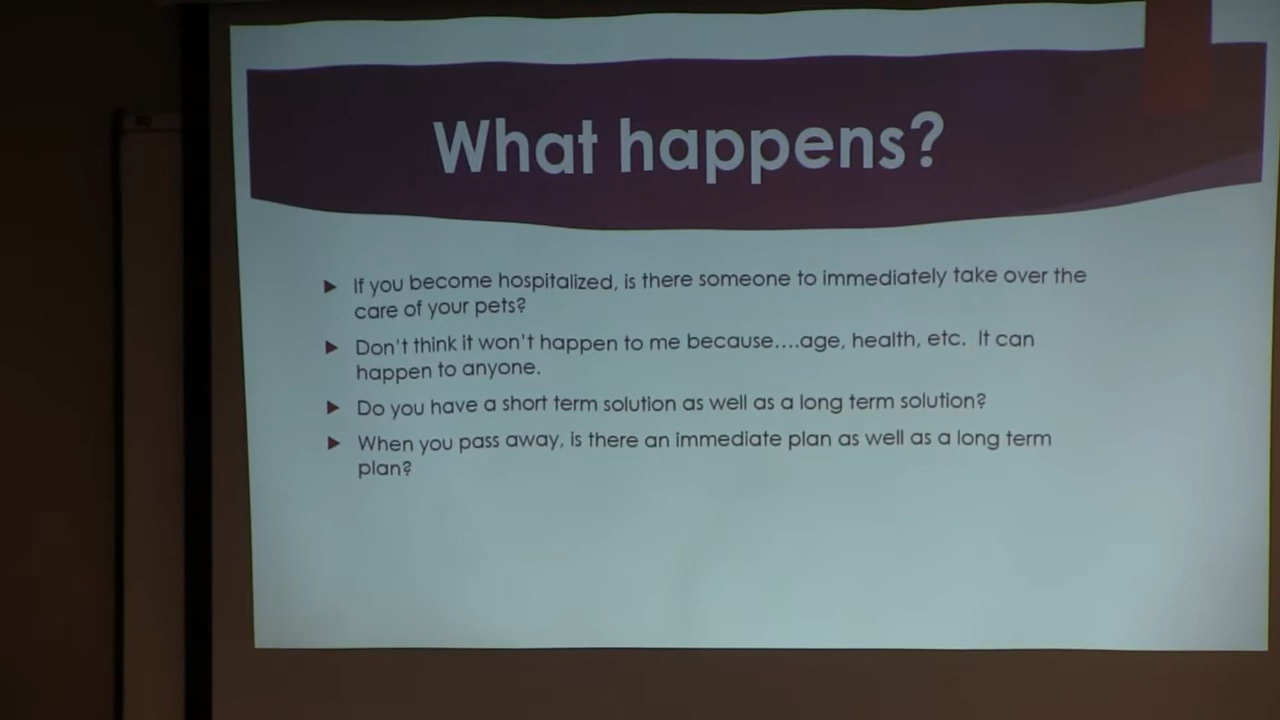 What happens?
If you become hospitalized, is there someone to immediately take over the
care of your pets?
Don't think it won't happen to me because....age, health, etc.  It can
happen to anyone.
Do you have a short term solution as well as a long term solution?
When you pass away, is there an immediate plan as well as a long term
plan?